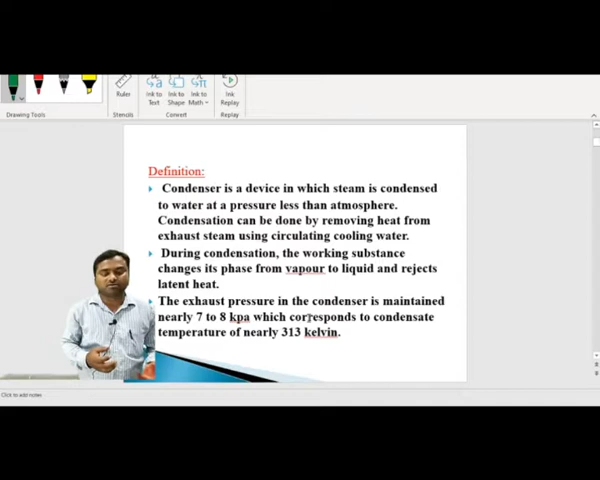 Ruler
Ink to Text
Ink to Shape
Ink to Math
Ink Replay
Drawing Tools
Stencils
Convert
Replay
Definition:
Condenser is a device in which steam is condensed
to water at a pressure less than atmosphere.
Condensation can be done by removing heat from
exhaust steam using circulating cooling water.
During condensation, the working substance
changes its phase from vapour to liquid and rejects
latent heat.
The exhaust pressure in the condenser is maintained
nearly 7 to 8 kpa which corresponds to condensate
temperature of nearly 313 kelvin.
Click to add notes